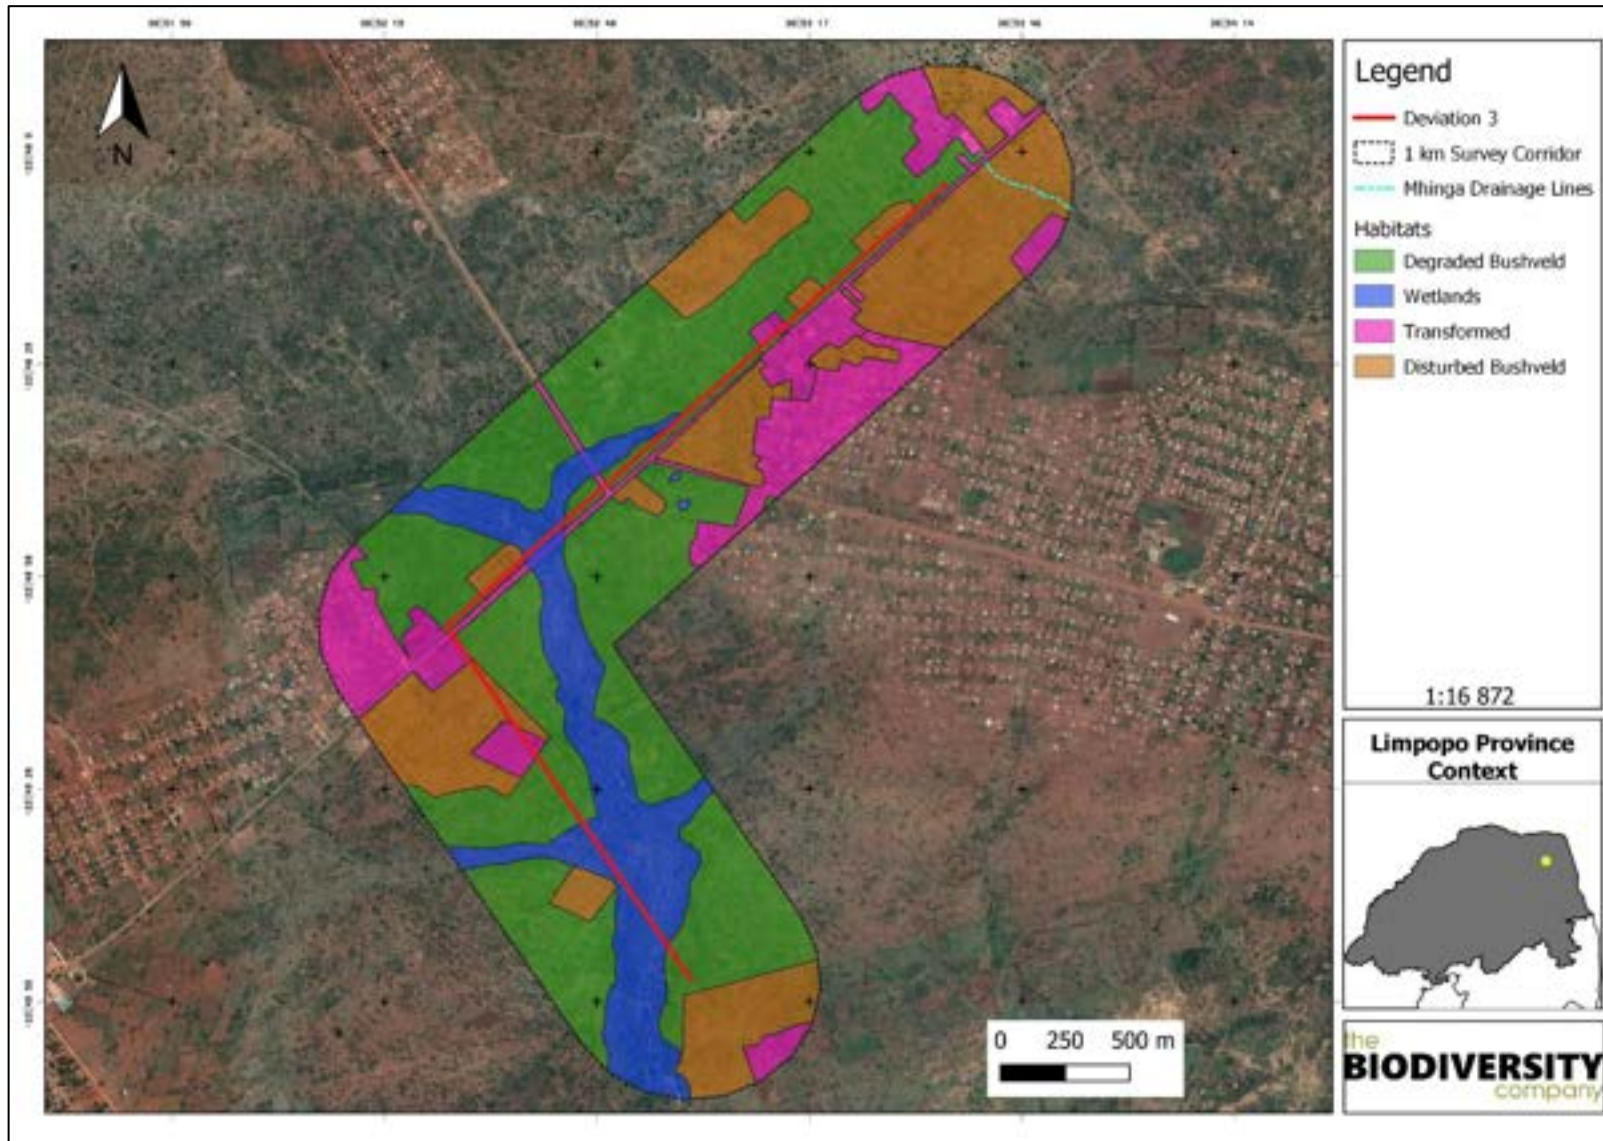 N
Legend
Deviation 3
1 km Survey Corridor
Mhinga Drainage Lines
Habitats
Degraded Bushveld
Wetlands
Transformed
Disturbed Bushveld
1:16 872
Limpopo Province
Context
0 250 500 m
the
BIODIVERSITY
company